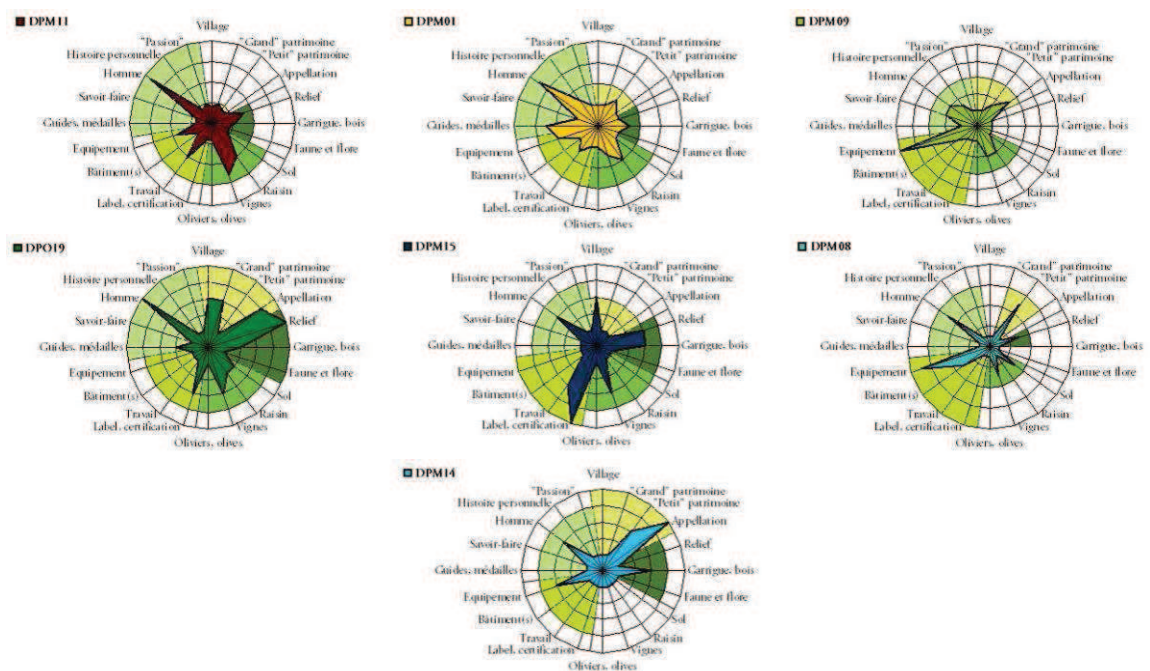 DPM11
Village
"Passion"
"Grand" patrimoine
Histoire personnelle
"Petit" patrimoine
Homme
Appellation
Savoir-faire
Relief
Guides, médailles
Garrigue, bois
Equipement
Faune et flore
Bâtiment(s)
Sol
Travail
Raisin
Label, certification
Vignes
Oliviers, olives
DPM01
Village
"Passion"
"Grand" patrimoine
Histoire personnelle
"Petit" patrimoine
Homme
Appellation
Savoir-faire
Relief
Guides, médailles
Garrigue, bois
Equipement
Faune et flore
Bâtiment(s)
Sol
Travail
Raisin
Label, certification
Vignes
Oliviers, olives
DPM09
Village
"Passion"
"Grand" patrimoine
Histoire personnelle
"Petit" patrimoine
Homme
Appellation
Savoir-faire
Relief
Guides, médailles
Garrigue, bois
Equipement
Faune et flore
Bâtiment(s)
Sol
Travail
Raisin
Label, certification
Vignes
Oliviers, olives
DPO19
Village
"Passion"
"Grand" patrimoine
Histoire personnelle
"Petit" patrimoine
Homme
Appellation
Savoir-faire
Relief
Guides, médailles
Garrigue, bois
Equipement
Faune et flore
Bâtiment(s)
Sol
Travail
Raisin
Label, certification
Vignes
Oliviers, olives
DPM15
Village
"Passion"
"Grand" patrimoine
Histoire personnelle
"Petit" patrimoine
Homme
Appellation
Savoir-faire
Relief
Guides, médailles
Garrigue, bois
Equipement
Faune et flore
Bâtiment(s)
Sol
Travail
Raisin
Label, certification
Vignes
Oliviers, olives
DPM08
Village
"Passion"
"Grand" patrimoine
Histoire personnelle
"Petit" patrimoine
Homme
Appellation
Savoir-faire
Relief
Guides, médailles
Garrigue, bois
Equipement
Faune et flore
Bâtiment(s)
Sol
Travail
Raisin
Label, certification
Vignes
Oliviers, olives
DPM14
Village
"Passion"
"Grand" patrimoine
Histoire personnelle
"Petit" patrimoine
Homme
Appellation
Savoir-faire
Relief
Guides, médailles
Garrigue, bois
Equipement
Faune et flore
Bâtiment(s)
Sol
Travail
Raisin
Label, certification
Vignes
Oliviers, olives